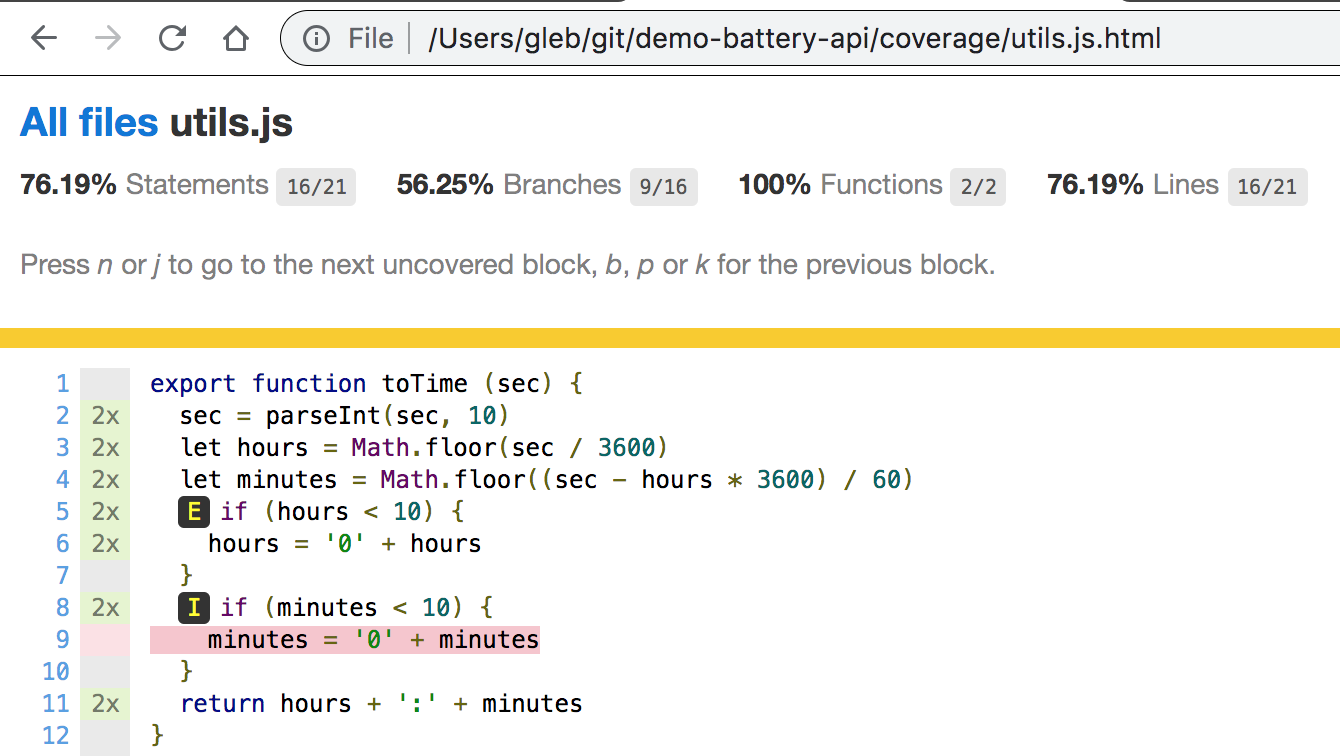 File | /Users/gleb/git/demo-battery-api/coverage/utils.js.html
All files utils.js
76.19% Statements 16/21 56.25% Branches 9/16 100% Functions 2/2 76.19% Lines 16/21
Press n or j to go to the next uncovered block, b, p or k for the previous block.
1 export function toTime (sec) {
2 2x sec = parseInt(sec, 10)
3 2x let hours = Math.floor(sec / 3600)
4 2x let minutes = Math.floor((sec - hours * 3600) / 60)
5 2x E if (hours < 10) {
6 2x hours = '0' + hours
7 }
8 2x I if (minutes < 10) {
9 minutes = '0' + minutes
10 }
11 2x return hours + ':' + minutes
12 }